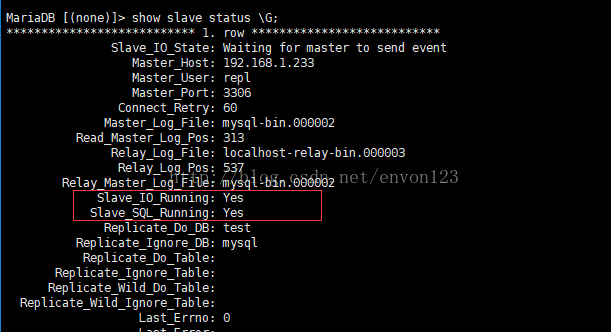 MariaDB [(none)]> show slave status \G;
*************************** 1. row ***************************
Slave_IO_State: Waiting for master to send event
Master_Host: 192.168.1.233
Master_User: repl
Master_Port: 3306
Connect_Retry: 60
Master_Log_File: mysql-bin.000002
Read_Master_Log_Pos: 313
Relay_Log_File: localhost-relay-bin.000003
Relay_Log_Pos: 537
http://blog.csdn.net/envon123
Relay_Master_Log_File: mysql-bin.000002
Slave_IO_Running: Yes
Slave_SQL_Running: Yes
Replicate_Do_DB: test
Replicate_Ignore_DB: mysql
Replicate_Do_Table:
Replicate_Ignore_Table:
Replicate_Wild_Do_Table:
Replicate_Wild_Ignore_Table:
Last_Errno: 0
Last_Error: